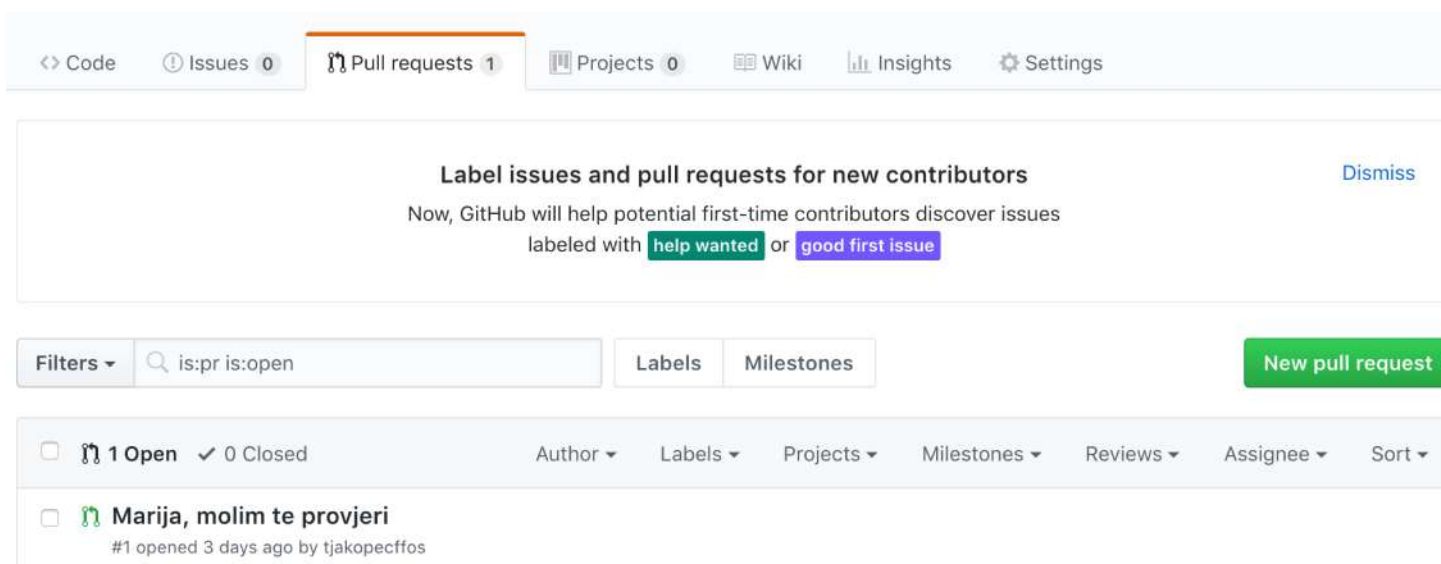 Code Issues 0 Pull requests 1 Projects 0 Wiki Insights Settings
Label issues and pull requests for new contributors
Dismiss
Now, GitHub will help potential first-time contributors discover issues
labeled with help wanted or good first issue
Filters is:pr is:open Labels Milestones New pull request
1 Open 0 Closed Author Labels Projects Milestones Reviews Assignee Sort
Marija, molim te provjeri
#1 opened 3 days ago by tjakopecffos